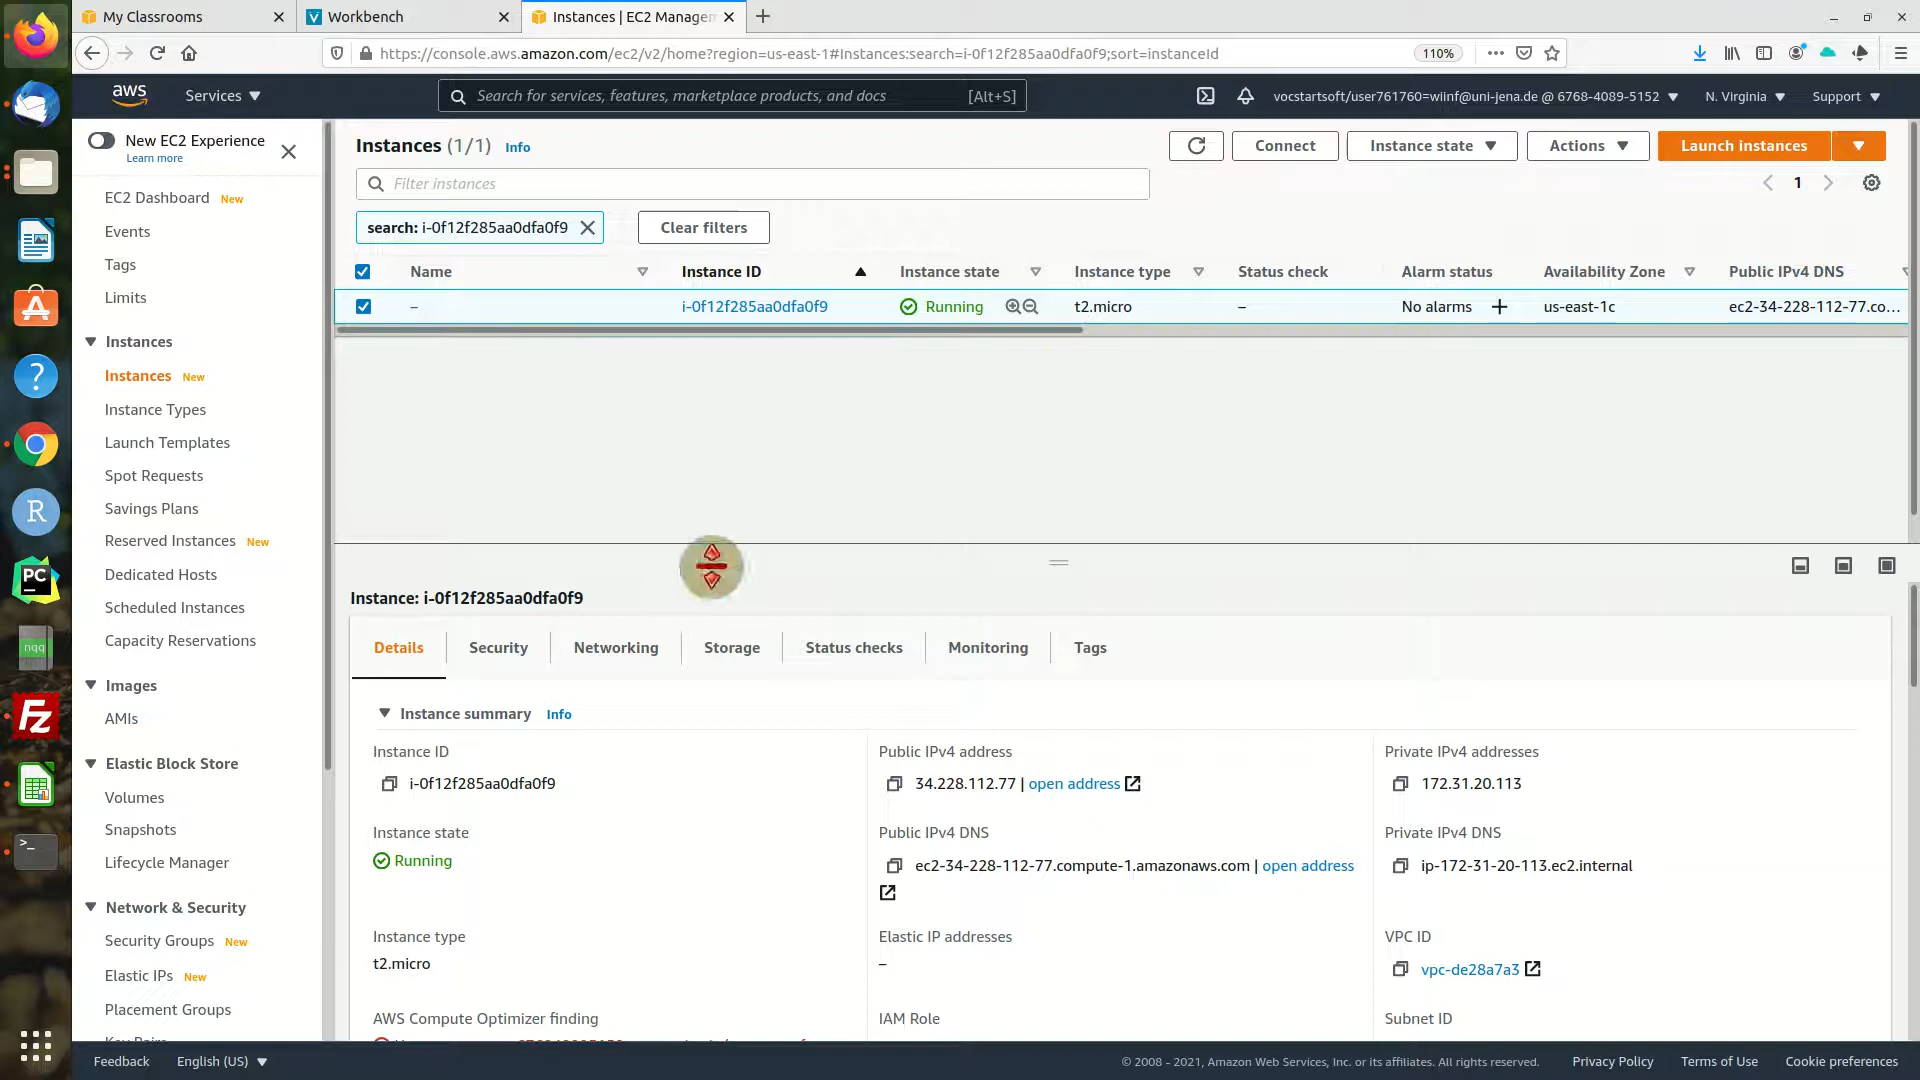 My Classrooms
Workbench
Instances | EC2 Managem
https://console.aws.amazon.com/ec2/v2/home?region=us-east-1#Instances:search=i-0f12f285aa0dfa0f9;sort=instanceId
110%
aws
Services
Search for services, features, marketplace products, and docs [Alt+S]
vocstartsoft/user761760=wiinf@uni-jena.de @ 6768-4089-5152
N. Virginia
Support
New EC2 Experience
Learn more
EC2 Dashboard New
Events
Tags
Limits
Instances
Instances New
Instance Types
Launch Templates
Spot Requests
Savings Plans
Reserved Instances New
Dedicated Hosts
Scheduled Instances
Capacity Reservations
Images
AMIs
Elastic Block Store
Volumes
Snapshots
Lifecycle Manager
Network & Security
Security Groups New
Elastic IPs New
Placement Groups
Instances (1/1) Info
Connect
Instance state
Actions
Launch instances
Filter instances
1
search: i-0f12f285aa0dfa0f9
Clear filters
Name Instance ID Instance state Instance type Status check Alarm status Availability Zone Public IPv4 DNS
– i-0f12f285aa0dfa0f9 Running t2.micro – No alarms + us-east-1c ec2-34-228-112-77.co...
Instance: i-0f12f285aa0dfa0f9
Details Security Networking Storage Status checks Monitoring Tags
Instance summary Info
Instance ID
i-0f12f285aa0dfa0f9
Public IPv4 address
34.228.112.77 | open address
Private IPv4 addresses
172.31.20.113
Instance state
Running
Public IPv4 DNS
ec2-34-228-112-77.compute-1.amazonaws.com | open address
Private IPv4 DNS
ip-172-31-20-113.ec2.internal
Instance type
t2.micro
Elastic IP addresses
–
VPC ID
vpc-de28a7a3
AWS Compute Optimizer finding
IAM Role
Subnet ID
R
PC
nqq
Fz
>_
?
Feedback
English (US)
© 2008 - 2021, Amazon Web Services, Inc. or its affiliates. All rights reserved.
Privacy Policy
Terms of Use
Cookie preferences